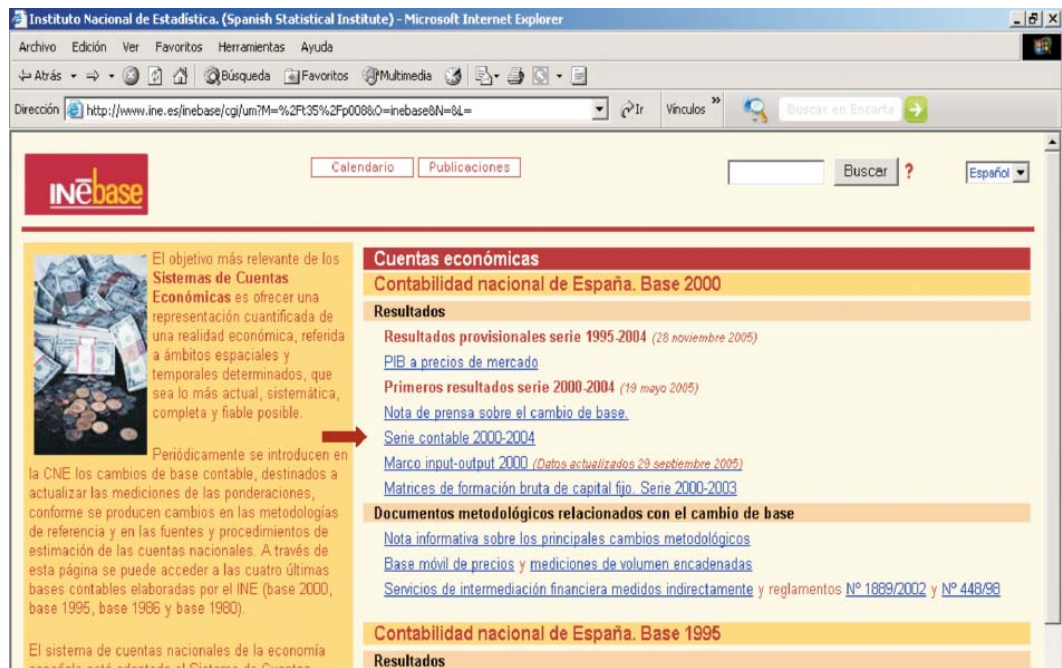 Instituto Nacional de Estadística. (Spanish Statistical Institute) - Microsoft Internet Explorer
Archivo Edición Ver Favoritos Herramientas Ayuda
Atrás Búsqueda Favoritos Multimedia
Dirección http://www.ine.es/inebase/cgi/um?M=%2Ft35%2Fp008&O=inebase&N=&L= Ir Vínculos » Buscar en Encarta
INEbase
Calendario Publicaciones
Buscar ? Español
El objetivo más relevante de los
Sistemas de Cuentas
Económicas es ofrecer una
representación cuantificada de
una realidad económica, referida
a ámbitos espaciales y
temporales determinados, que
sea lo más actual, sistemática,
completa y fiable posible.
Periódicamente se introducen en
la CNE los cambios de base contable, destinados a
actualizar las mediciones de las ponderaciones,
conforme se producen cambios en las metodologías
de referencia y en las fuentes y procedimientos de
estimación de las cuentas nacionales. A través de
esta página se puede acceder a las cuatro últimas
bases contables elaboradas por el INE (base 2000,
base 1995, base 1986 y base 1980).
El sistema de cuentas nacionales de la economía
Cuentas económicas
Contabilidad nacional de España. Base 2000
Resultados
Resultados provisionales serie 1995-2004 (28 noviembre 2005)
PIB a precios de mercado
Primeros resultados serie 2000-2004 (19 mayo 2005)
Nota de prensa sobre el cambio de base.
Serie contable 2000-2004
Marco input-output 2000 (Datos actualizados 29 septiembre 2005)
Matrices de formación bruta de capital fijo. Serie 2000-2003
Documentos metodológicos relacionados con el cambio de base
Nota informativa sobre los principales cambios metodológicos
Base móvil de precios y mediciones de volumen encadenadas
Servicios de intermediación financiera medidos indirectamente y reglamentos Nº 1889/2002 y Nº 448/98
Contabilidad nacional de España. Base 1995
Resultados